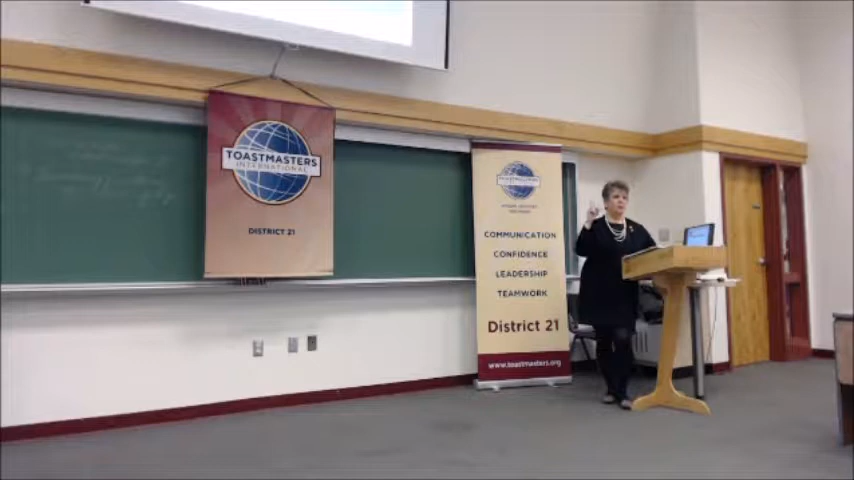 TOASTMASTERS
INTERNATIONAL
DISTRICT 21
TOASTMASTERS
COMMUNICATION
CONFIDENCE
LEADERSHIP
TEAMWORK
District 21
www.toastmasters.org